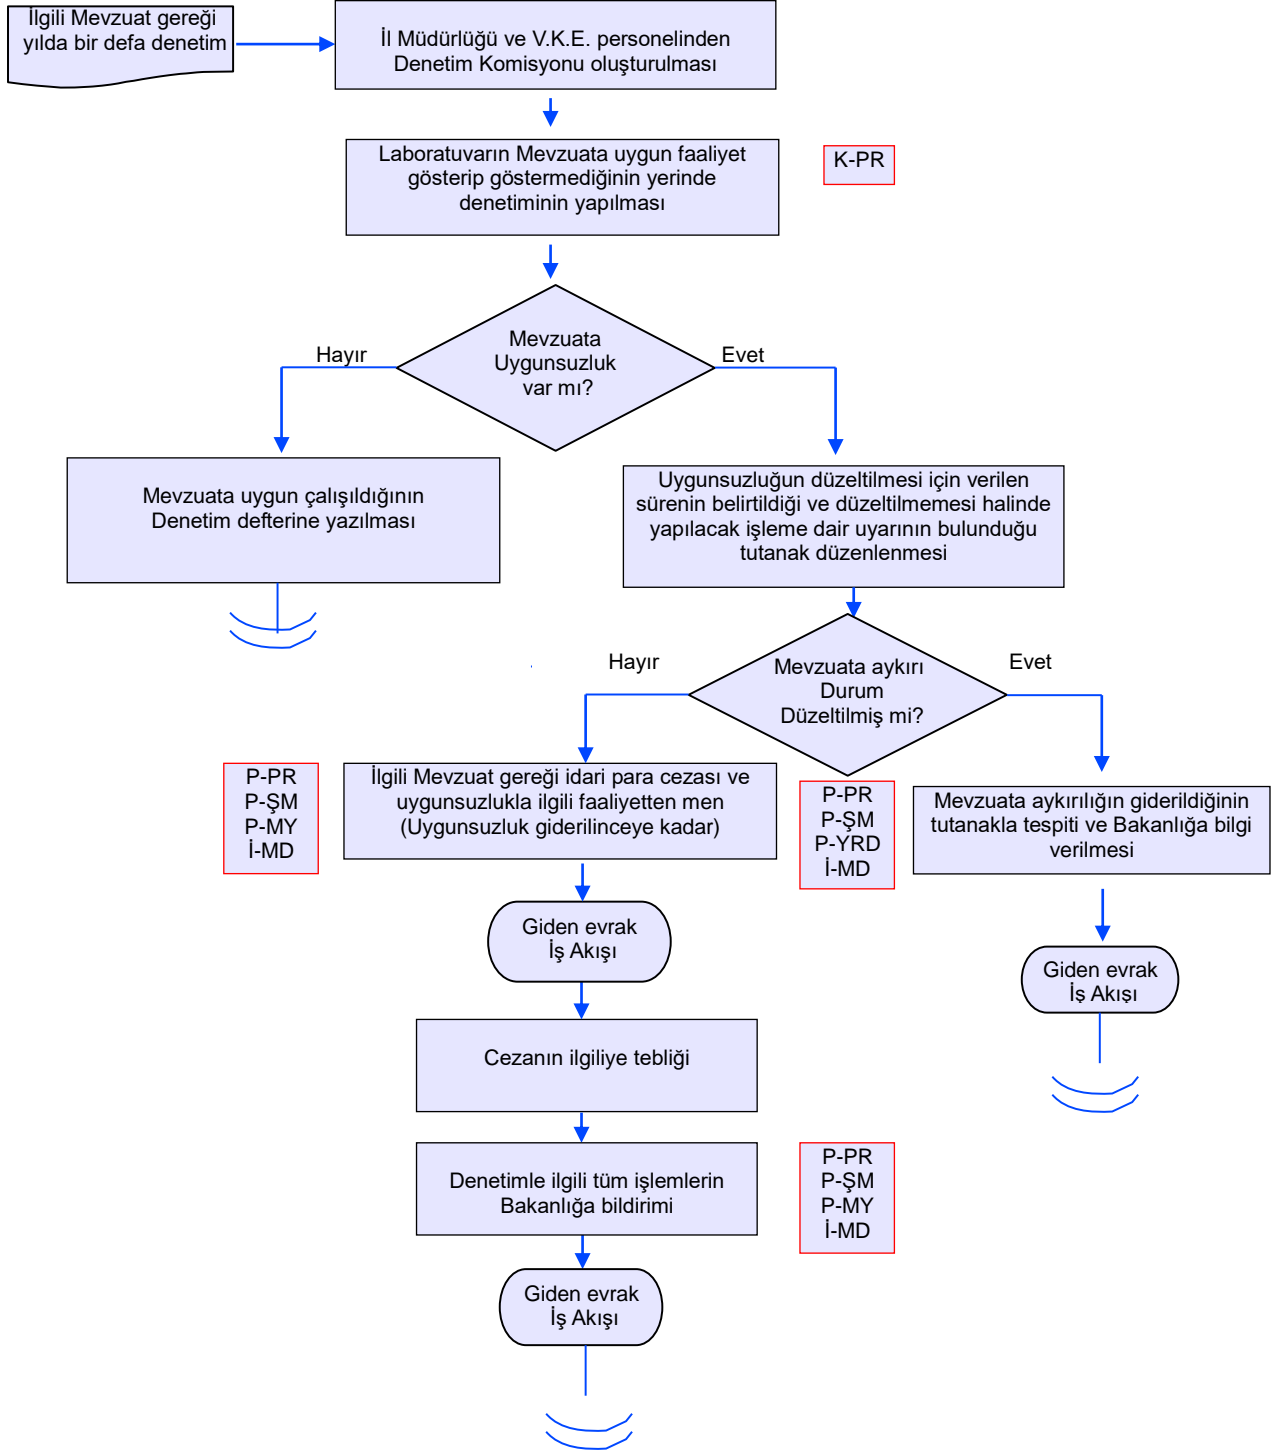 İlgili Mevzuat gereği
yılda bir defa denetim
İl Müdürlüğü ve V.K.E. personelinden
Denetim Komisyonu oluşturulması
Laboratuvarın Mevzuata uygun faaliyet
gösterip göstermediğinin yerinde
denetiminin yapılması
K-PR
Mevzuata
Uygunsuzluk
var mı?
Hayır
Evet
Mevzuata uygun çalışıldığının
Denetim defterine yazılması
Uygunsuzluğun düzeltilmesi için verilen
sürenin belirtildiği ve düzeltilmemesi halinde
yapılacak işleme dair uyarının bulunduğu
tutanak düzenlenmesi
Hayır
Mevzuata aykırı
Durum
Düzeltilmiş mi?
Evet
P-PR
P-ŞM
P-MY
İ-MD
İlgili Mevzuat gereği idari para cezası ve
uygunsuzlukla ilgili faaliyetten men
(Uygunsuzluk giderilinceye kadar)
P-PR
P-ŞM
P-YRD
İ-MD
Mevzuata aykırılığın giderildiğinin
tutanakla tespiti ve Bakanlığa bilgi
verilmesi
Giden evrak
İş Akışı
Giden evrak
İş Akışı
Cezanın ilgiliye tebliği
Denetimle ilgili tüm işlemlerin
Bakanlığa bildirimi
P-PR
P-ŞM
P-MY
İ-MD
Giden evrak
İş Akışı